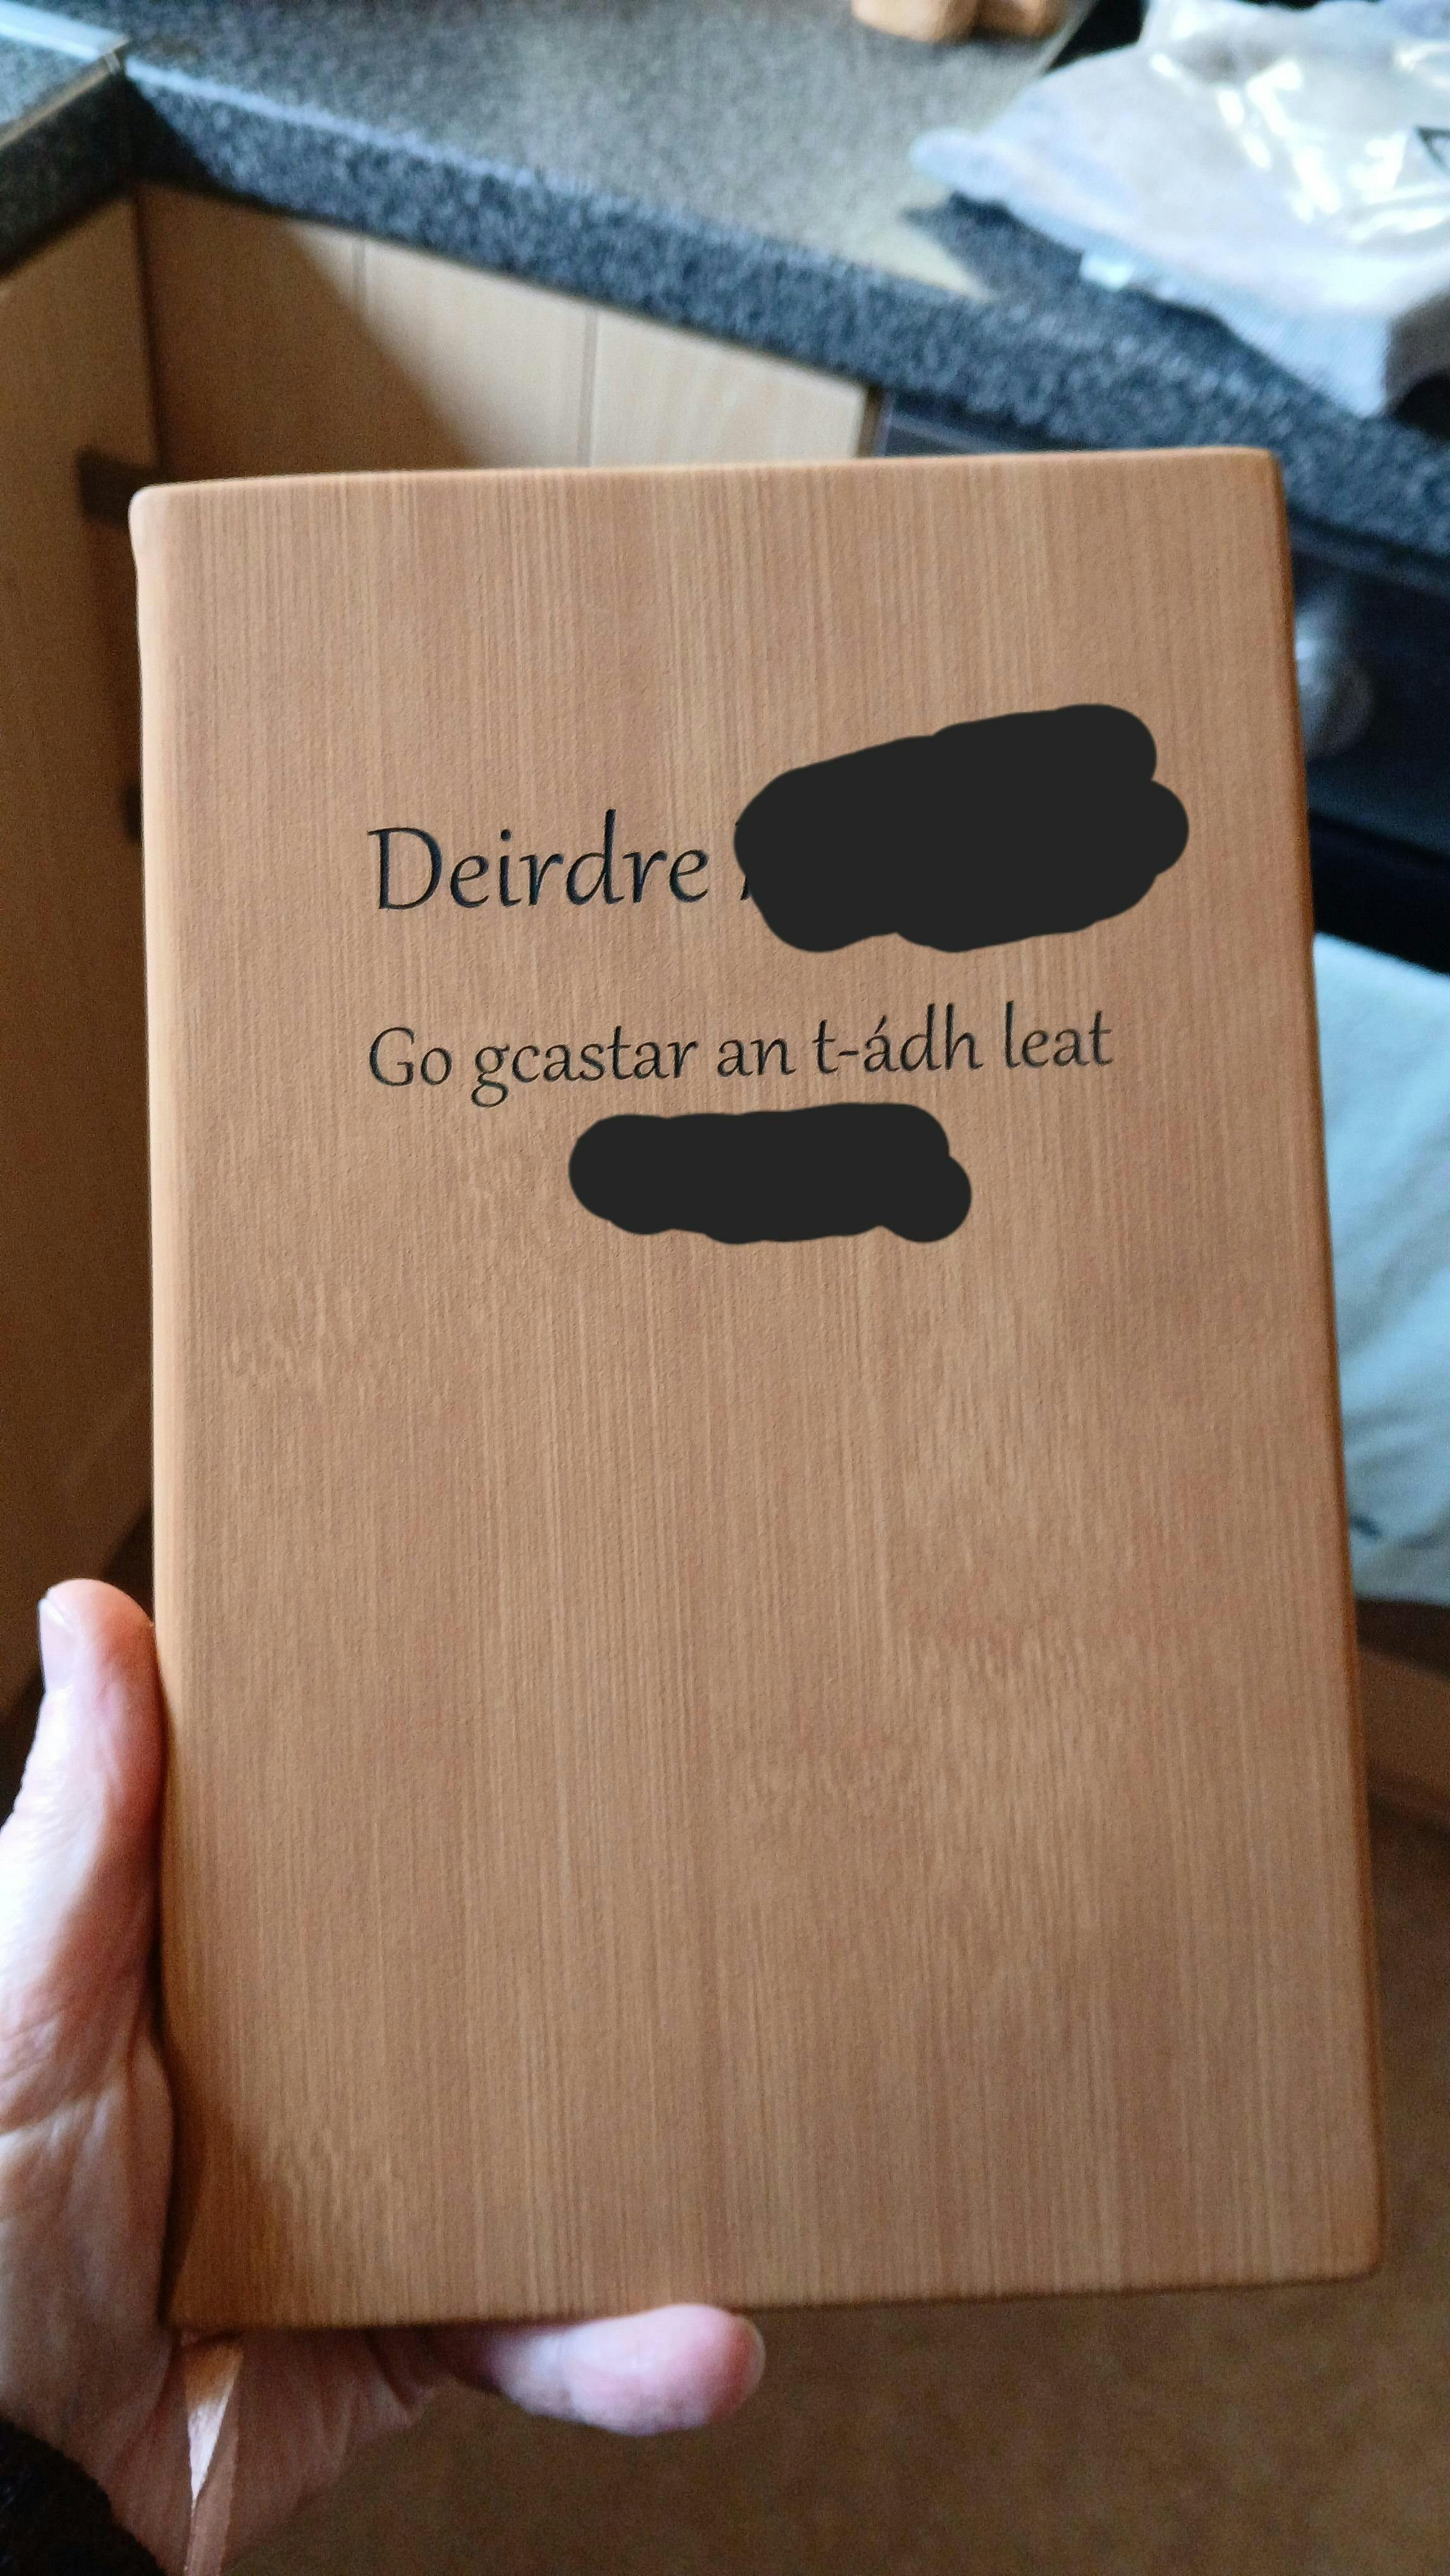 Deirdre
Go gcastar an t-ádh leat